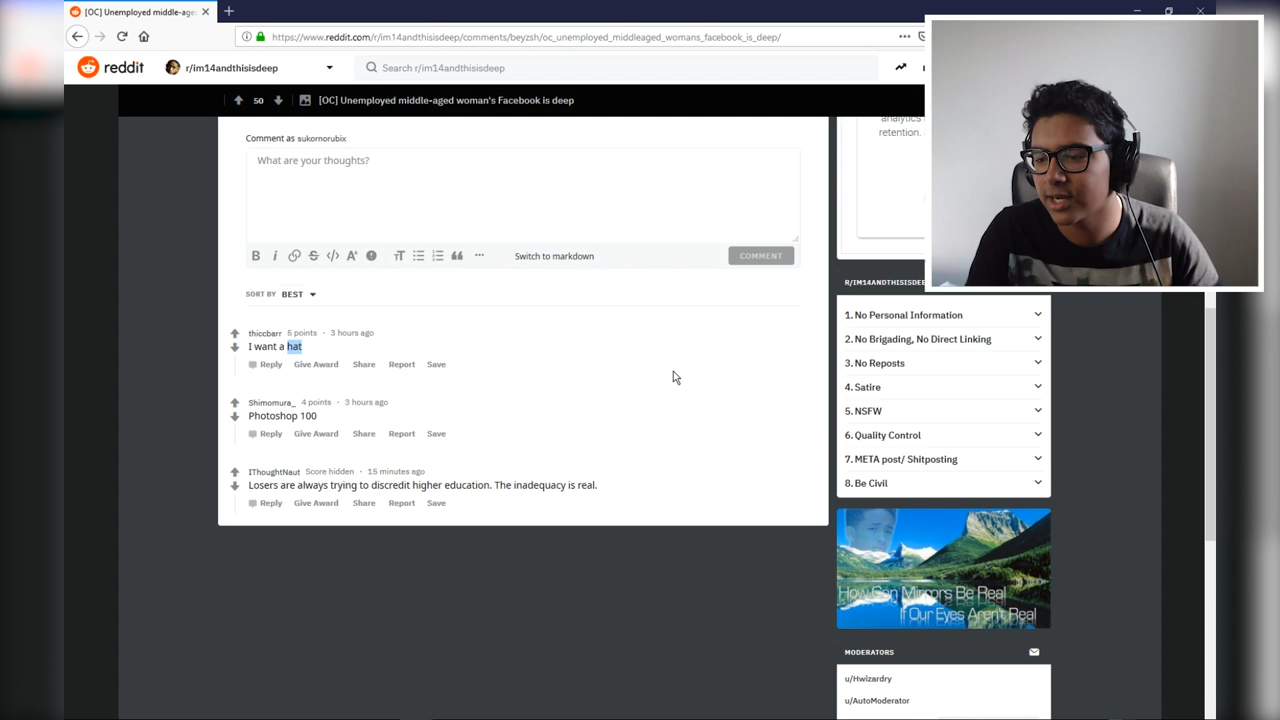 [OC] Unemployed middle-age
https://www.reddit.com/r/im14andthisisdeep/comments/beyzsh/oc_unemployed_middleaged_womans_facebook_is_deep/
reddit
r/im14andthisisdeep
Search r/im14andthisisdeep
50
[OC] Unemployed middle-aged woman's Facebook is deep
analytics
retention.
Comment as sukornorubix
What are your thoughts?
Switch to markdown
COMMENT
SORT BY BEST
thiccbarr 5 points · 3 hours ago
I want a hat
Reply Give Award Share Report Save
Shimomura_ 4 points · 3 hours ago
Photoshop 100
Reply Give Award Share Report Save
IThoughtNaut Score hidden · 15 minutes ago
Losers are always trying to discredit higher education. The inadequacy is real.
Reply Give Award Share Report Save
R/IM14ANDTHISISDEE
1. No Personal Information
2. No Brigading, No Direct Linking
3. No Reposts
4. Satire
5. NSFW
6. Quality Control
7. META post/ Shitposting
8. Be Civil
How Can Mirrors Be Real
If Our Eyes Aren't Real
MODERATORS
u/Hwizardry
u/AutoModerator